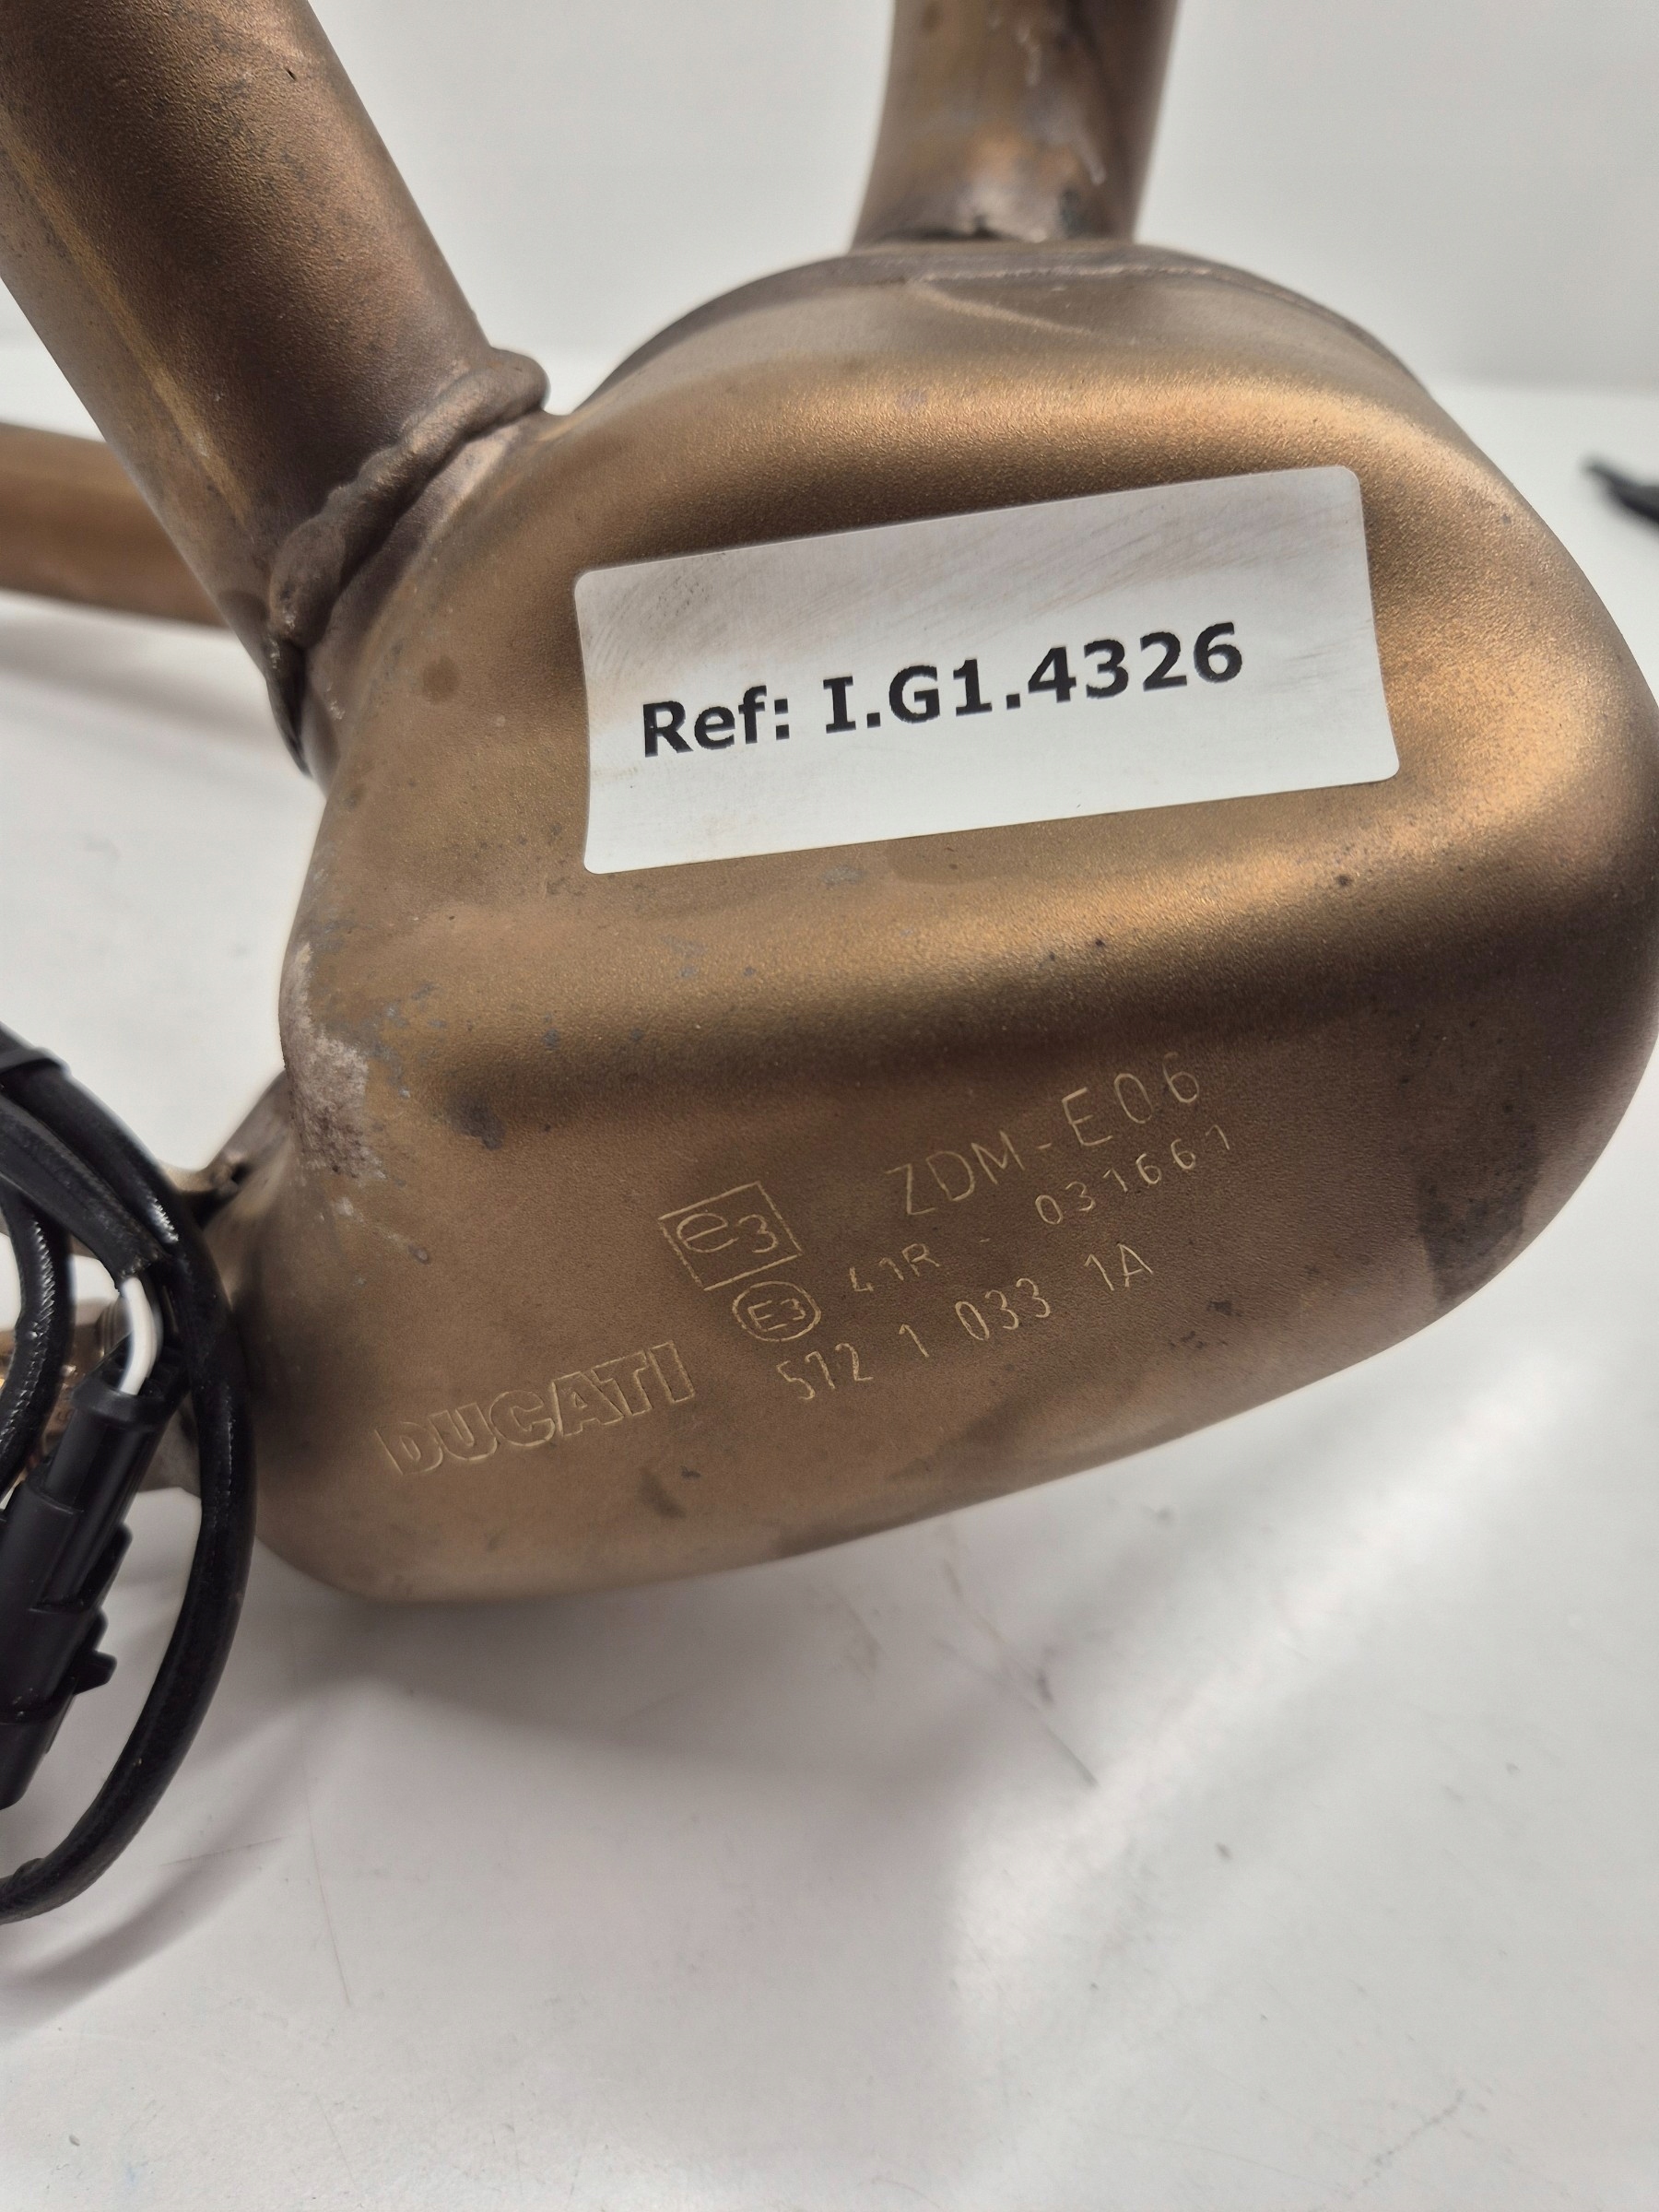 Ref: I.G1.4326
ZDM-E06
e3
E3 41R - 031661
DUCATI 572 1 033 1A